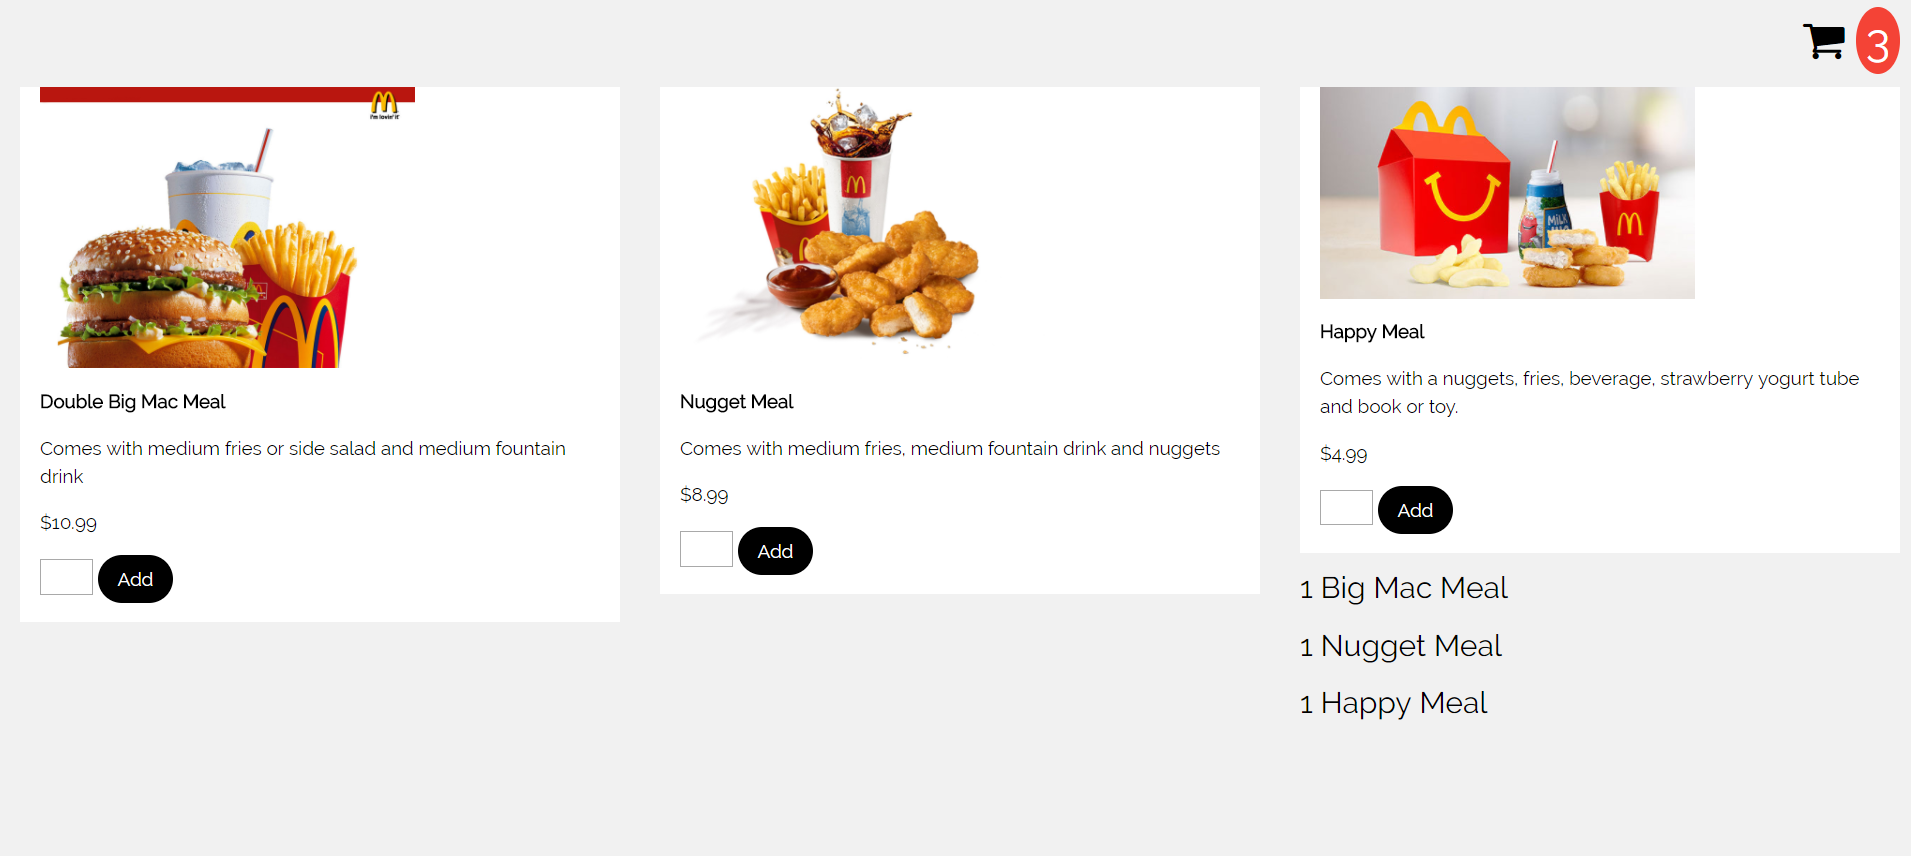 3
i'm lovin' it
Double Big Mac Meal
Comes with medium fries or side salad and medium fountain
drink
$10.99
Add
Nugget Meal
Comes with medium fries, medium fountain drink and nuggets
$8.99
Add
MILK
Happy Meal
Comes with a nuggets, fries, beverage, strawberry yogurt tube
and book or toy.
$4.99
Add
1 Big Mac Meal
1 Nugget Meal
1 Happy Meal